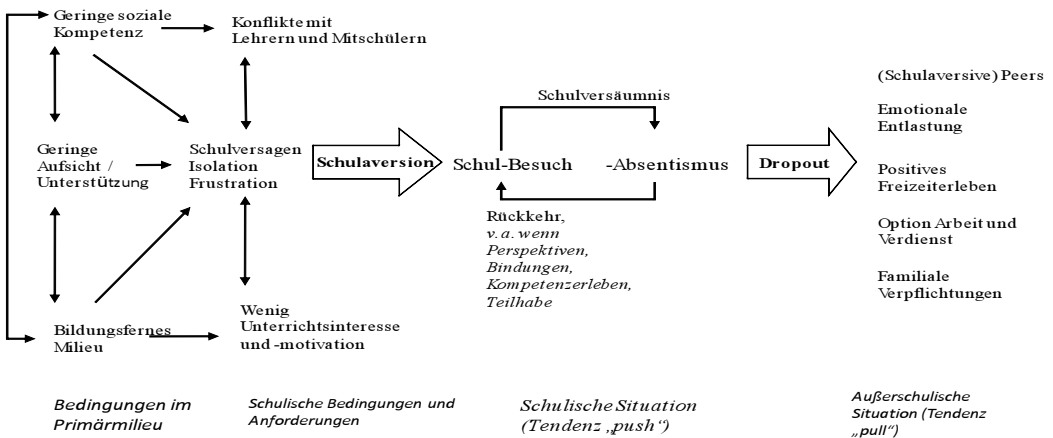 Geringe soziale
Kompetenz
Konflikte mit
Lehrern und Mitschülern
Geringe
Aufsicht /
Unterstützung
Schulversagen
Isolation
Frustration
Bildungsfernes
Milieu
Wenig
Unterrichtsinteresse
und -motivation
Schulaversion
Schulversäumnis
Schul-Besuch
-Absentismus
Rückkehr,
v. a. wenn
Perspektiven,
Bindungen,
Kompetenzerleben,
Teilhabe
Dropout
(Schulaversive) Peers
Emotionale
Entlastung
Positives
Freizeiterleben
Option Arbeit und
Verdienst
Familiale
Verpflichtungen
Bedingungen im
Primärmilieu
Schulische Bedingungen und
Anforderungen
Schulische Situation
(Tendenz „push“)
Außerschulische
Situation (Tendenz
„pull“)